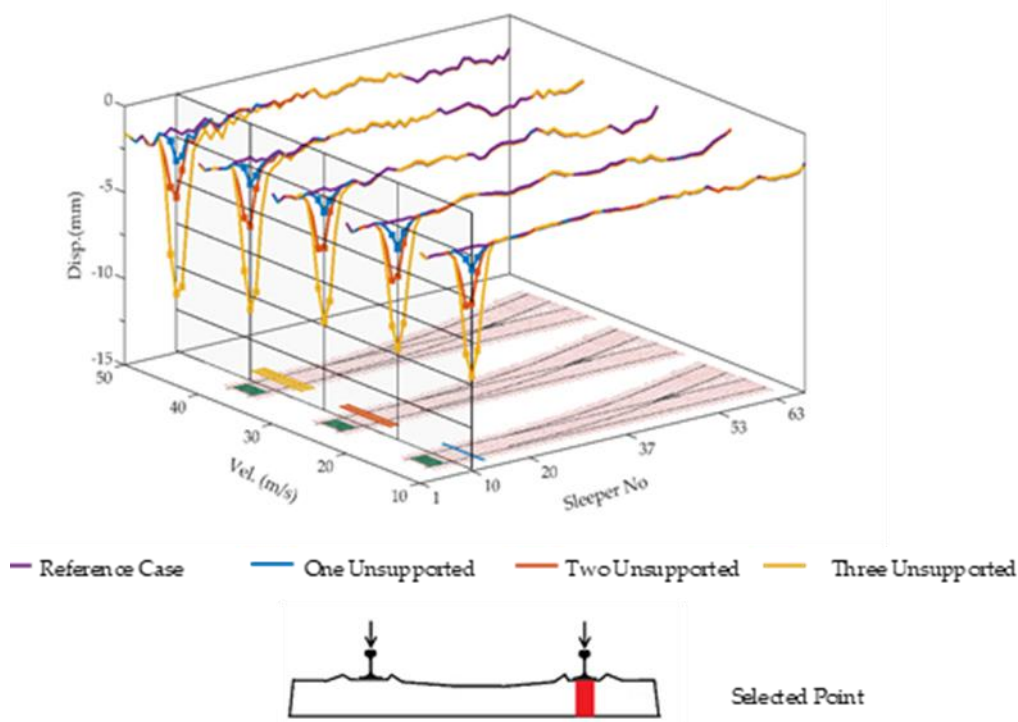 0
-5
-10
-15
Disp.(mm)
50
40
30
20
10
Vel. (m/s)
1
10
20
37
53
63
Sleeper No
Reference Case
One Unsupported
Two Unsupported
Three Unsupported
Selected Point